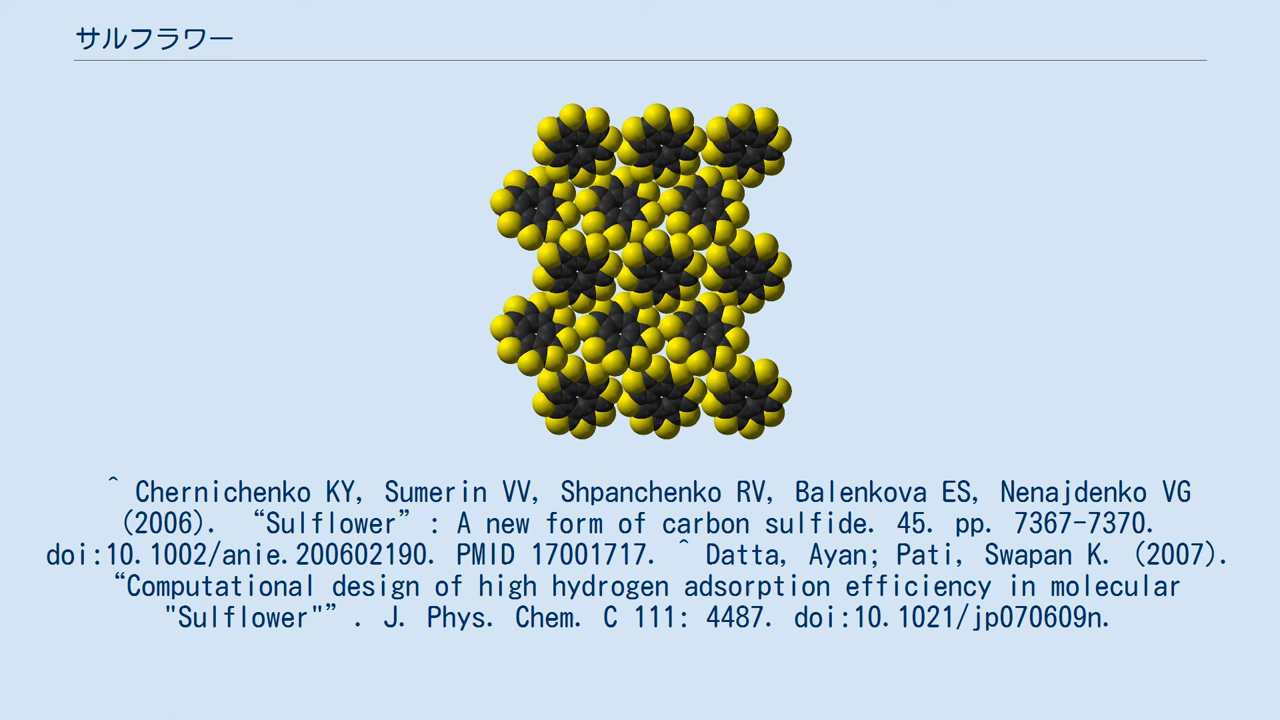 サルフラワー
^ Chernichenko KY, Sumerin VV, Shpanchenko RV, Balenkova ES, Nenajdenko VG
(2006). “Sulflower”: A new form of carbon sulfide. 45. pp. 7367-7370.
doi:10.1002/anie.200602190. PMID 17001717. ^ Datta, Ayan; Pati, Swapan K. (2007).
“Computational design of high hydrogen adsorption efficiency in molecular
"Sulflower"”. J. Phys. Chem. C 111: 4487. doi:10.1021/jp070609n.